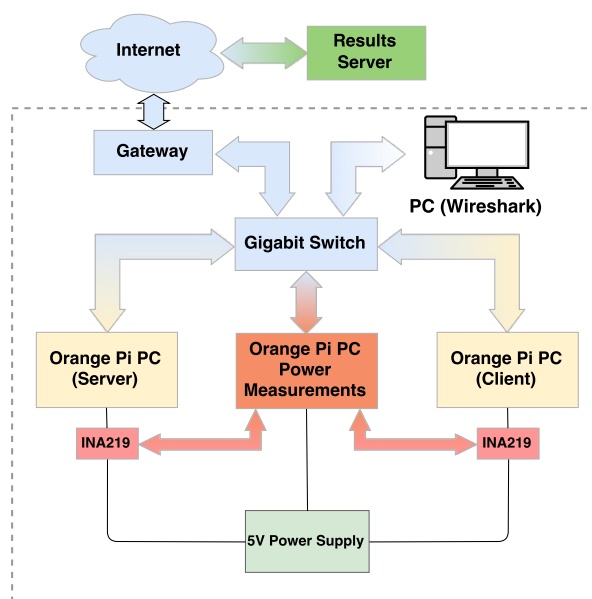 Internet
Results
Server
Gateway
PC (Wireshark)
Gigabit Switch
Orange Pi PC
(Server)
Orange Pi PC
Power
Measurements
Orange Pi PC
(Client)
INA219
INA219
5V Power Supply